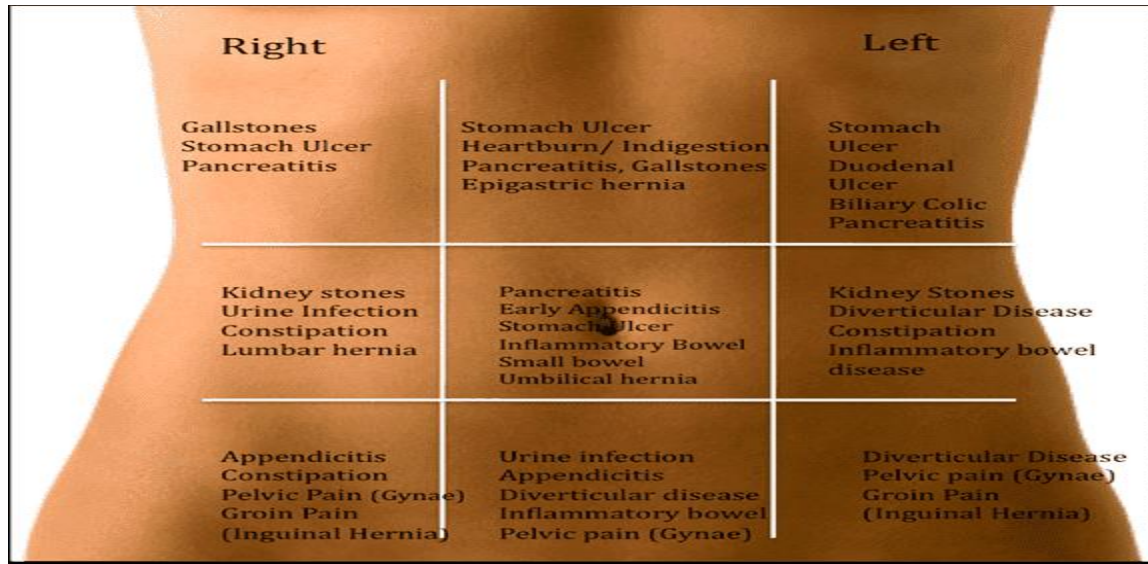 Right
Left
Gallstones
Stomach Ulcer
Pancreatitis
Stomach Ulcer
Heartburn/ Indigestion
Pancreatitis, Gallstones
Epigastric hernia
Stomach
Ulcer
Duodenal
Ulcer
Biliary Colic
Pancreatitis
Kidney stones
Urine Infection
Constipation
Lumbar hernia
Pancreatitis
Early Appendicitis
Stomach Ulcer
Inflammatory Bowel
Small bowel
Umbilical hernia
Kidney Stones
Diverticular Disease
Constipation
Inflammatory bowel
disease
Appendicitis
Constipation
Pelvic Pain (Gynae)
Groin Pain
(Inguinal Hernia)
Urine infection
Appendicitis
Diverticular disease
Inflammatory bowel
Pelvic pain (Gynae)
Diverticular Disease
Pelvic pain (Gynae)
Groin Pain
(Inguinal Hernia)